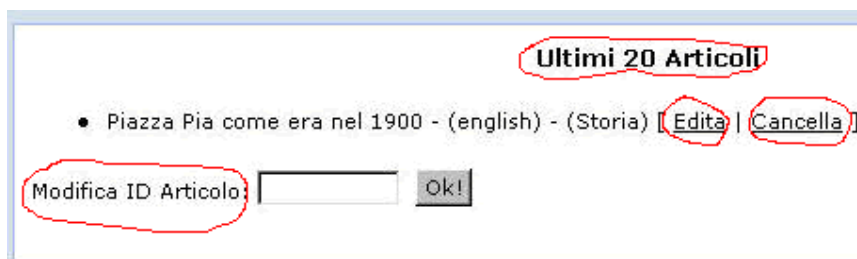 Ultimi 20 Articoli
• Piazza Pia come era nel 1900 - (english) - (Storia) [ Edita | Cancella ]
Modifica ID Articolo: Ok!